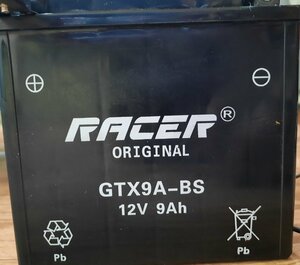 RACER®
ORIGINAL
GTX9A-BS
12V 9Ah
Pb
Pb